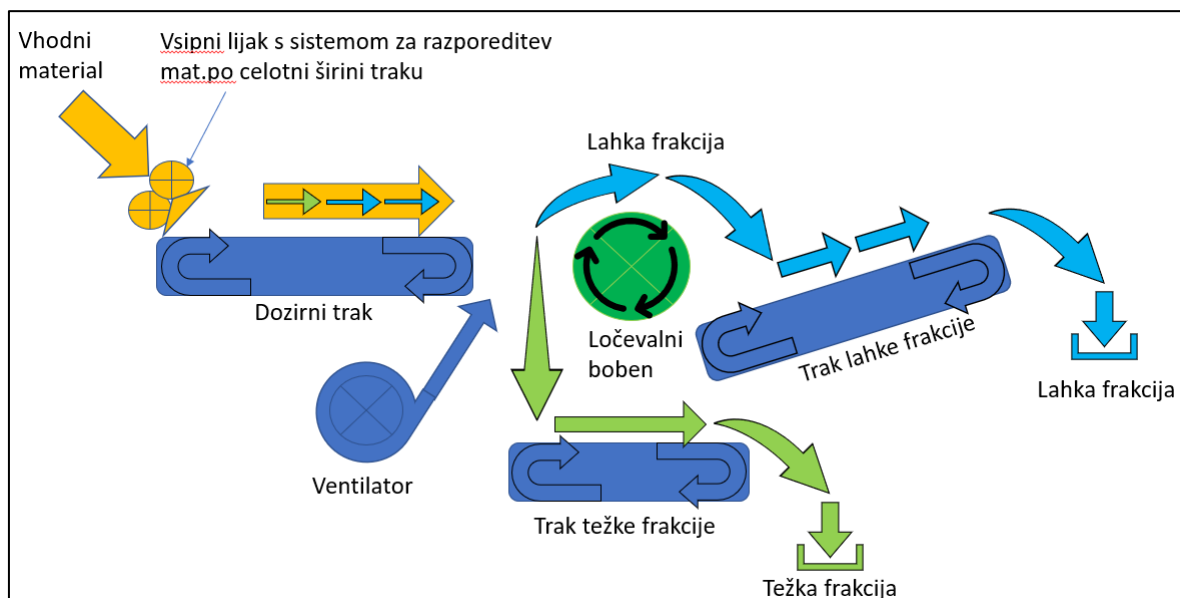 Vhodni
material
Vsipni lijak s sistemom za razporeditev
mat.po celotni širini traku
Lahka frakcija
Dozirni trak
Ločevalni
boben
Trak lahke frakcije
Lahka frakcija
Ventilator
Trak težke frakcije
Težka frakcija